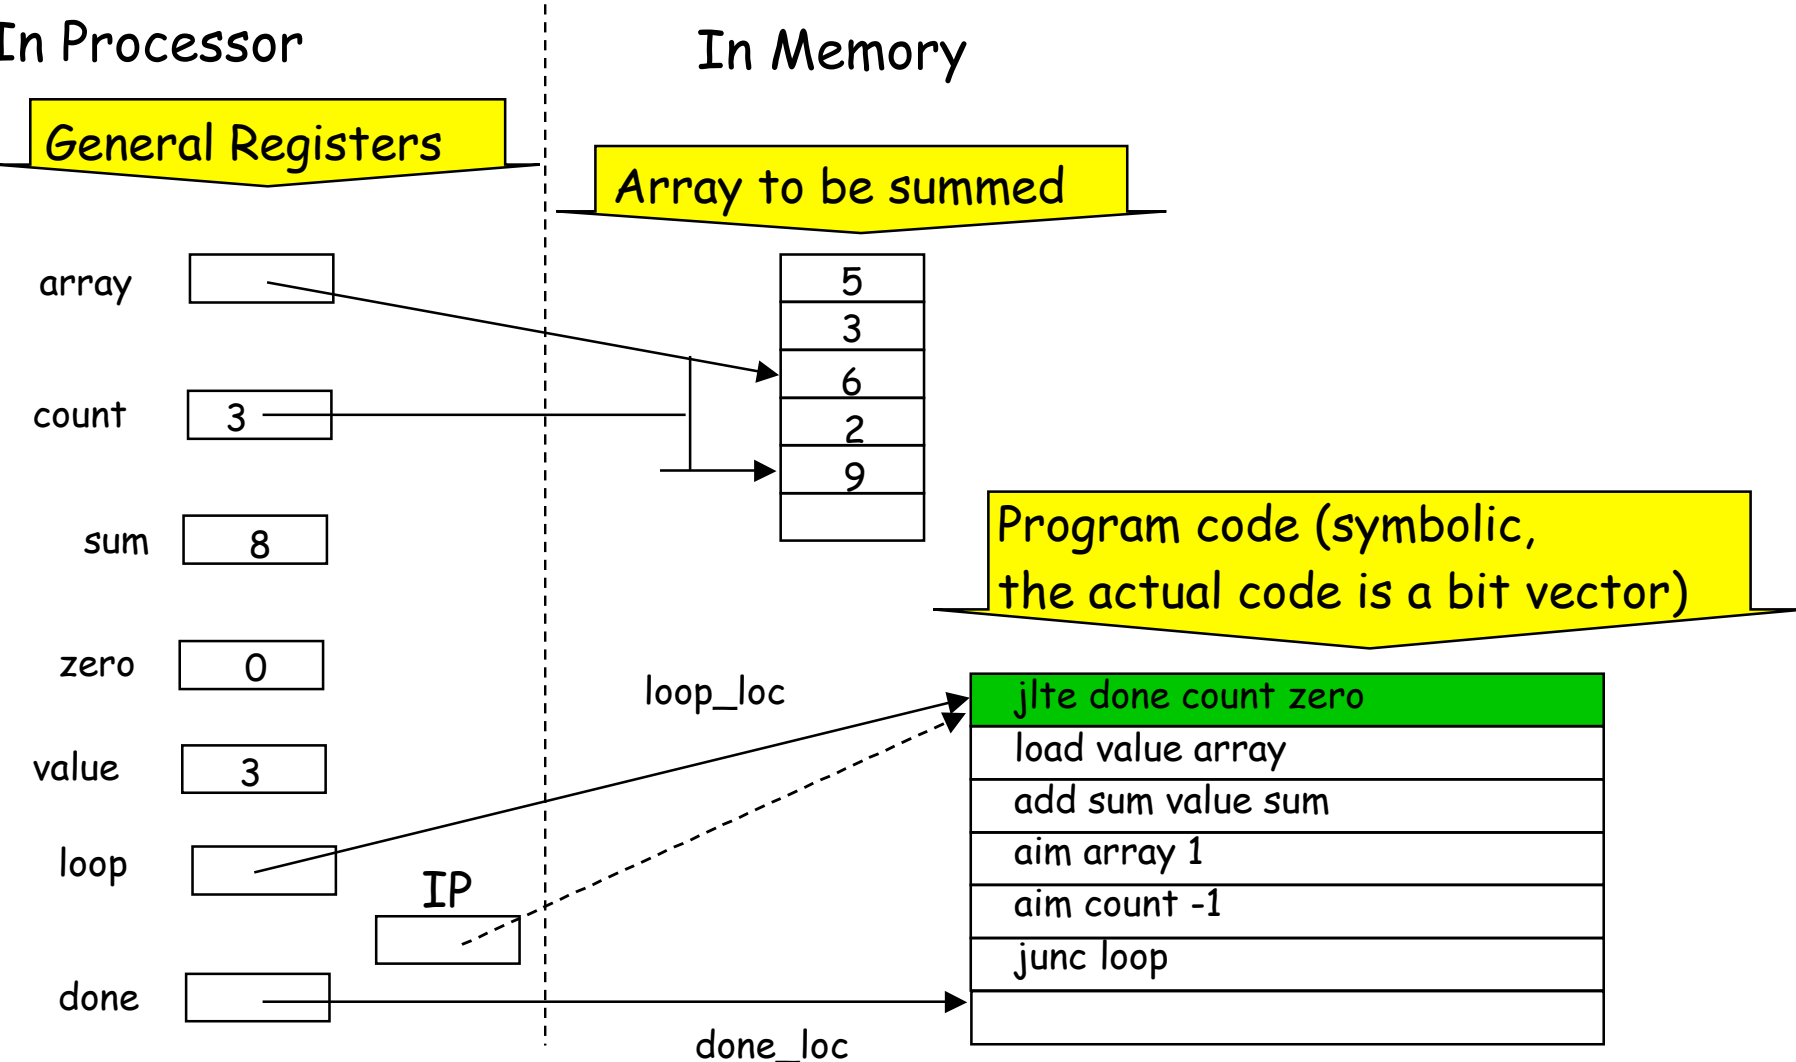 In Processor
In Memory
General Registers
Array to be summed
array
5
3
6
count
3
2
9
sum
8
Program code (symbolic,
the actual code is a bit vector)
zero
0
loop_loc
jlte done count zero
value
3
load value array
add sum value sum
loop
aim array 1
IP
aim count -1
junc loop
done
done_loc